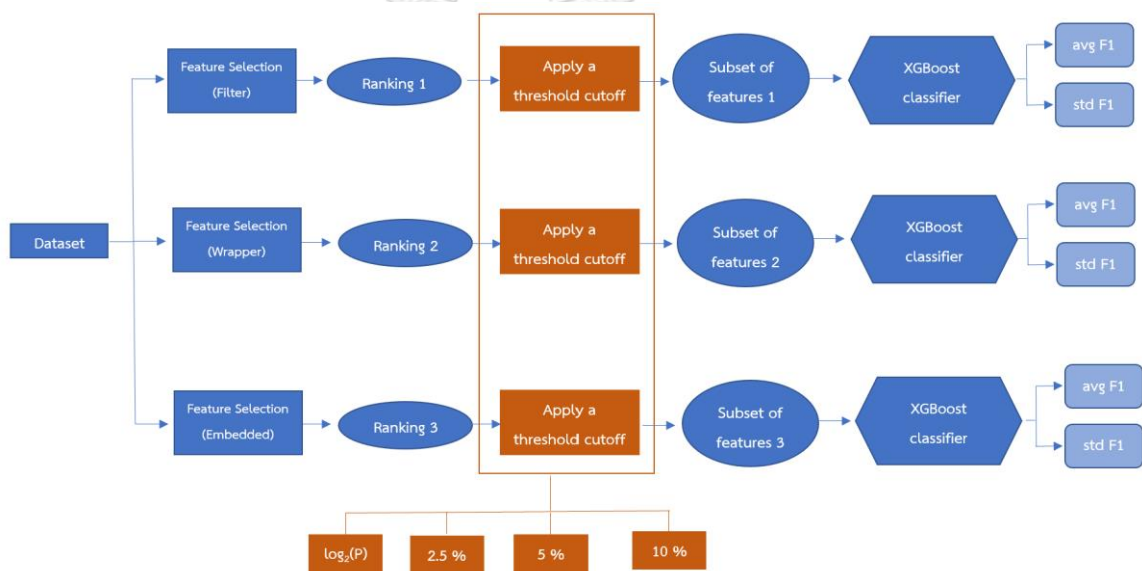 Feature Selection
(Filter)
Ranking 1
Apply a
threshold cutoff
Subset of
features 1
XGBoost
classifier
avg F1
std F1
Dataset
Feature Selection
(Wrapper)
Ranking 2
Apply a
threshold cutoff
Subset of
features 2
XGBoost
classifier
avg F1
std F1
Feature Selection
(Embedded)
Ranking 3
Apply a
threshold cutoff
Subset of
features 3
XGBoost
classifier
avg F1
std F1
log₂(P)
2.5 %
5 %
10 %